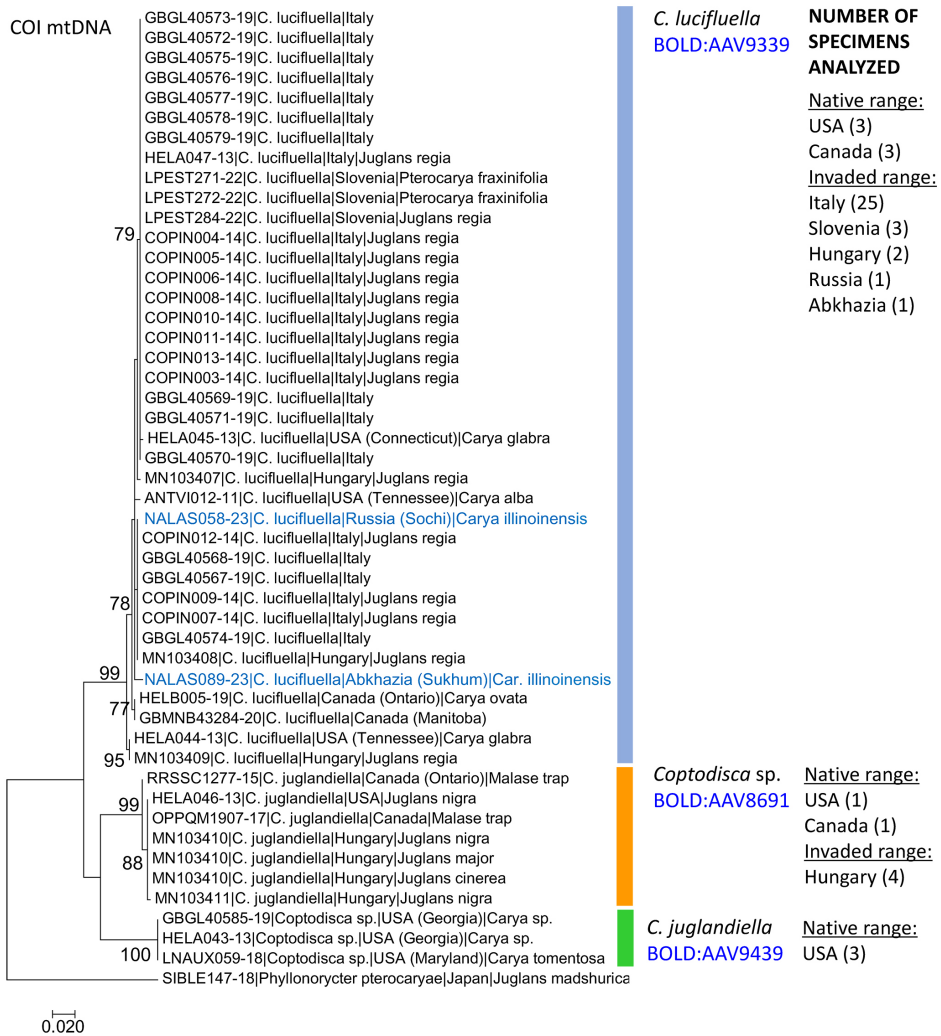 COI mtDNA
GBGL40573-19|C. lucifluella|Italy
GBGL40572-19|C. lucifluella|Italy
GBGL40575-19|C. lucifluella|Italy
GBGL40576-19|C. lucifluella|Italy
GBGL40577-19|C. lucifluella|Italy
GBGL40578-19|C. lucifluella|Italy
GBGL40579-19|C. lucifluella|Italy
HELA047-13|C. lucifluella|Italy|Juglans regia
LPEST271-22|C. lucifluella|Slovenia|Pterocarya fraxinifolia
LPEST272-22|C. lucifluella|Slovenia|Pterocarya fraxinifolia
LPEST284-22|C. lucifluella|Slovenia|Juglans regia
79
COPIN004-14|C. lucifluella|Italy|Juglans regia
COPIN005-14|C. lucifluella|Italy|Juglans regia
COPIN006-14|C. lucifluella|Italy|Juglans regia
COPIN008-14|C. lucifluella|Italy|Juglans regia
COPIN010-14|C. lucifluella|Italy|Juglans regia
COPIN011-14|C. lucifluella|Italy|Juglans regia
COPIN013-14|C. lucifluella|Italy|Juglans regia
COPIN003-14|C. lucifluella|Italy|Juglans regia
GBGL40569-19|C. lucifluella|Italy
GBGL40571-19|C. lucifluella|Italy
HELA045-13|C. lucifluella|USA (Connecticut)|Carya glabra
GBGL40570-19|C. lucifluella|Italy
MN103407|C. lucifluella|Hungary|Juglans regia
ANTVI012-11|C. lucifluella|USA (Tennessee)|Carya alba
NALAS058-23|C. lucifluella|Russia (Sochi)|Carya illinoinensis
COPIN012-14|C. lucifluella|Italy|Juglans regia
GBGL40568-19|C. lucifluella|Italy
GBGL40567-19|C. lucifluella|Italy
78
COPIN009-14|C. lucifluella|Italy|Juglans regia
COPIN007-14|C. lucifluella|Italy|Juglans regia
GBGL40574-19|C. lucifluella|Italy
MN103408|C. lucifluella|Hungary|Juglans regia
99
NALAS089-23|C. lucifluella|Abkhazia (Sukhum)|Car. illinoinensis
HELB005-19|C. lucifluella|Canada (Ontario)|Carya ovata
77
GBMNB43284-20|C. lucifluella|Canada (Manitoba)
HELA044-13|C. lucifluella|USA (Tennessee)|Carya glabra
95
MN103409|C. lucifluella|Hungary|Juglans regia
RRSSC1277-15|C. juglandiella|Canada (Ontario)|Malase trap
99
HELA046-13|C. juglandiella|USA|Juglans nigra
OPPQM1907-17|C. juglandiella|Canada|Malase trap
MN103410|C. juglandiella|Hungary|Juglans nigra
88
MN103410|C. juglandiella|Hungary|Juglans major
MN103410|C. juglandiella|Hungary|Juglans cinerea
MN103411|C. juglandiella|Hungary|Juglans nigra
GBGL40585-19|Coptodisca sp.|USA (Georgia)|Carya sp.
HELA043-13|Coptodisca sp.|USA (Georgia)|Carya sp.
100
LNAUX059-18|Coptodisca sp.|USA (Maryland)|Carya tomentosa
SIBLE147-18|Phyllonorycter pterocaryae|Japan|Juglans madshurica
0.020
C. lucifluella
BOLD:AAV9339
NUMBER OF
SPECIMENS
ANALYZED
Native range:
USA (3)
Canada (3)
Invaded range:
Italy (25)
Slovenia (3)
Hungary (2)
Russia (1)
Abkhazia (1)
Coptodisca sp.
BOLD:AAV8691
Native range:
USA (1)
Canada (1)
Invaded range:
Hungary (4)
C. juglandiella
BOLD:AAV9439
Native range:
USA (3)